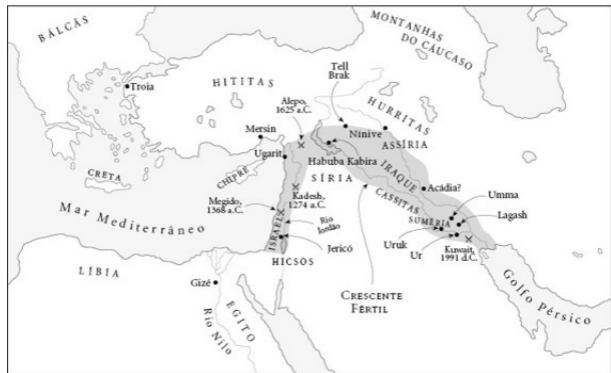 BÁLCÃS
MONTANHAS
DO CÁUCASO
Troia
HITITAS
Tell
Brak
Alepo,
1625 a.C.
HURRITAS
Mersin
Nínive
ASSÍRIA
Ugarit
Habuba Kabira
CHIPRE
CRETA
SÍRIA
IRAQUE
Kadesh,
1274 a.C.
Acádia?
Megido,
1368 a.C.
CASSITAS
Umma
Mar Mediterrâneo
ISRAEL
Rio
Jordão
SUMÉRIA
Lagash
Jericó
Uruk
Ur
Kuwait,
1991 d.C.
LÍBIA
HICSOS
Gizé
CRESCENTE
FÉRTIL
Golfo Pérsico
EGITO
Rio Nilo